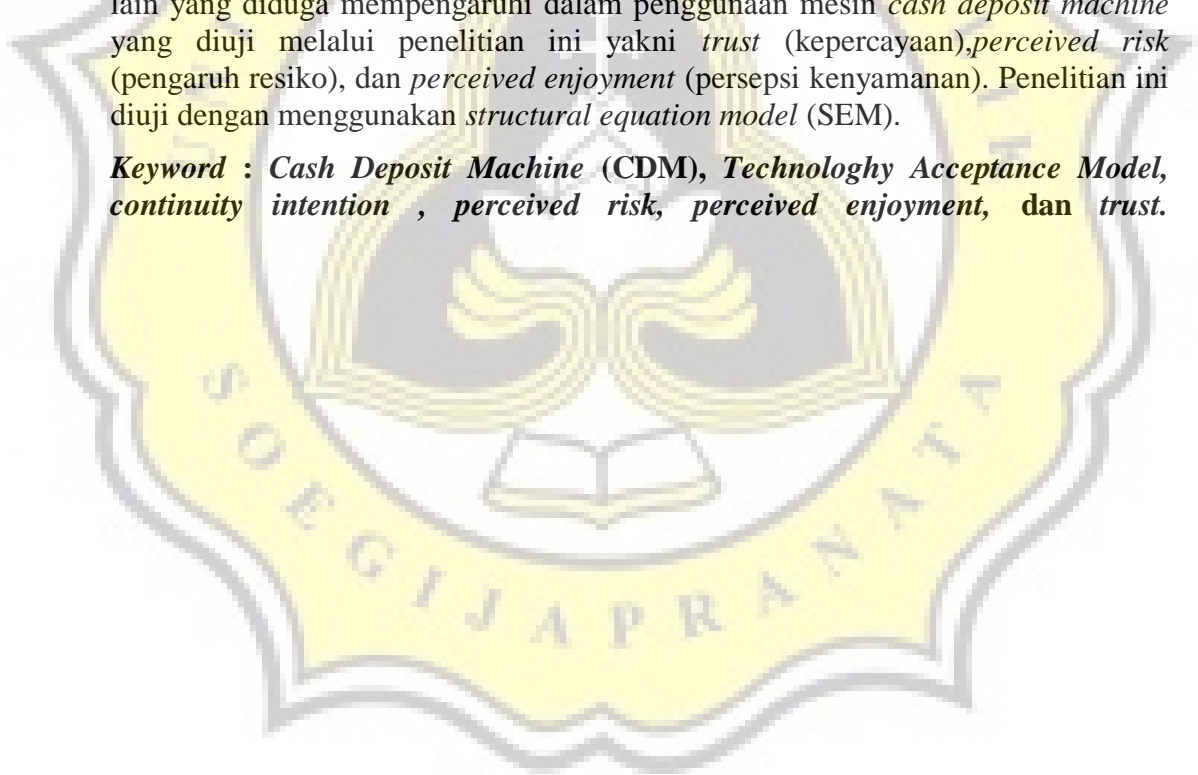 lain yang diduga mempengaruhi dalam penggunaan mesin cash deposit machine
yang diuji melalui penelitian ini yakni trust (kepercayaan),perceived risk
(pengaruh resiko), dan perceived enjoyment (persepsi kenyamanan). Penelitian ini
diuji dengan menggunakan structural equation model (SEM).
Keyword : Cash Deposit Machine (CDM), Technologhy Acceptance Model,
continuity intention , perceived risk, perceived enjoyment, dan trust.
SOEGIJAPRANATA